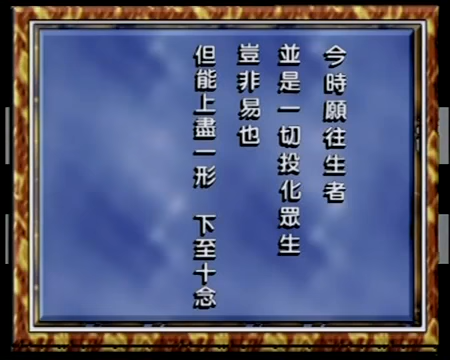 今時願往生者
並是一切投化眾生
豈非易也
但能上盡一形　下至十念